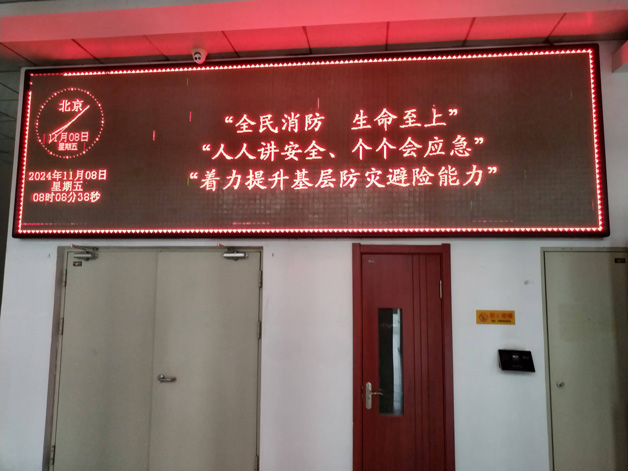 北京
11月08日
星期五
2024年11月08日
星期五
08时08分38秒
“全民消防　生命至上”
“人人讲安全、个个会应急”
“着力提升基层防灾避险能力”